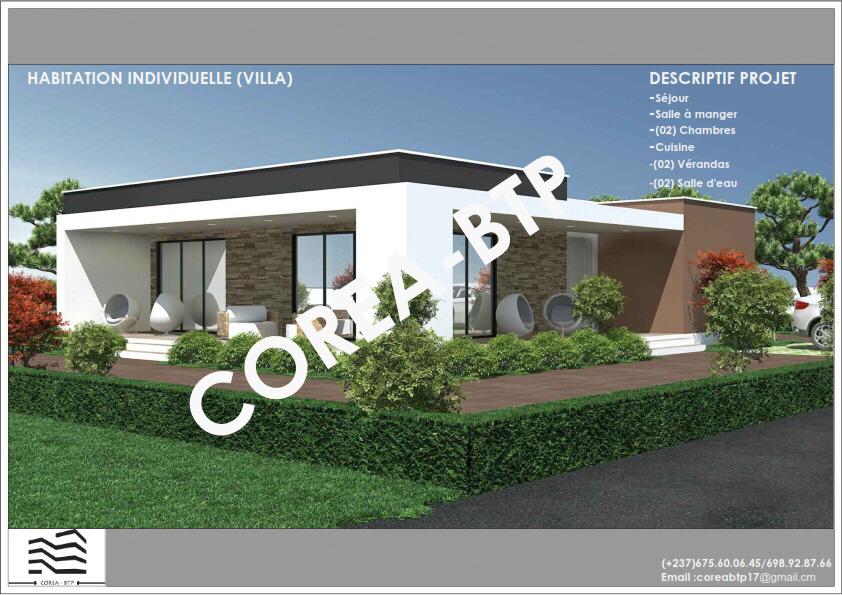 HABITATION INDIVIDUELLE (VILLA)
DESCRIPTIF PROJET
-Séjour
-Salle à manger
-(02) Chambres
-Cuisine
-(02) Vérandas
-(02) Salle d'eau
COREA-BTP
COREA - BTP
(+237)675.60.06.45/698.92.87.66
Email :coreabtp17@gmail.cm